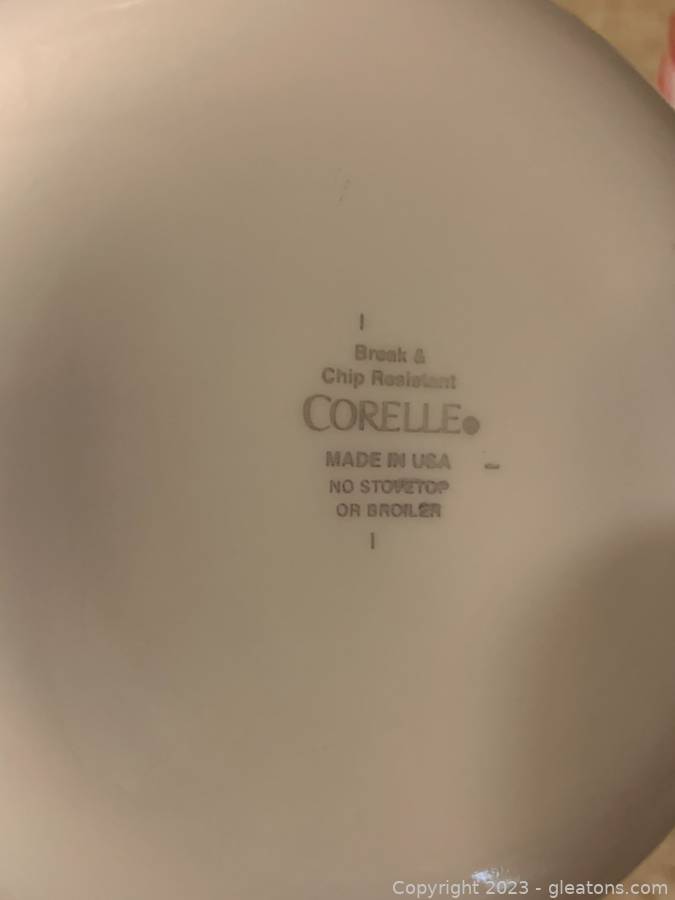 Break &
Chip Resistant
CORELLE
MADE IN USA
NO STOVETOP
OR BROILER
Copyright 2023 - gleatons.com